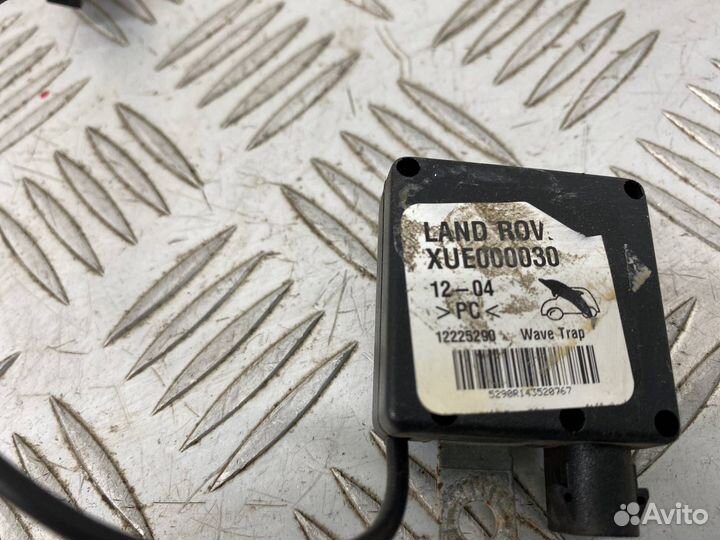 LAND ROV.
XUE000030
12-04
>PC<
12225290 Wave Trap
5290R143520767
Avito